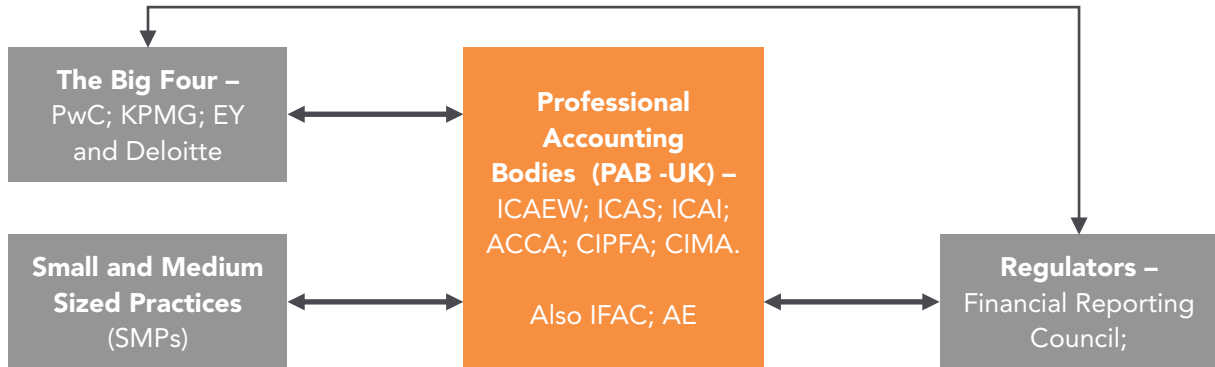 The Big Four –
PwC; KPMG; EY
and Deloitte
Small and Medium
Sized Practices
(SMPs)
Professional
Accounting
Bodies  (PAB -UK) –
ICAEW; ICAS; ICAI;
ACCA; CIPFA; CIMA.
Also IFAC; AE
Regulators –
Financial Reporting
Council;